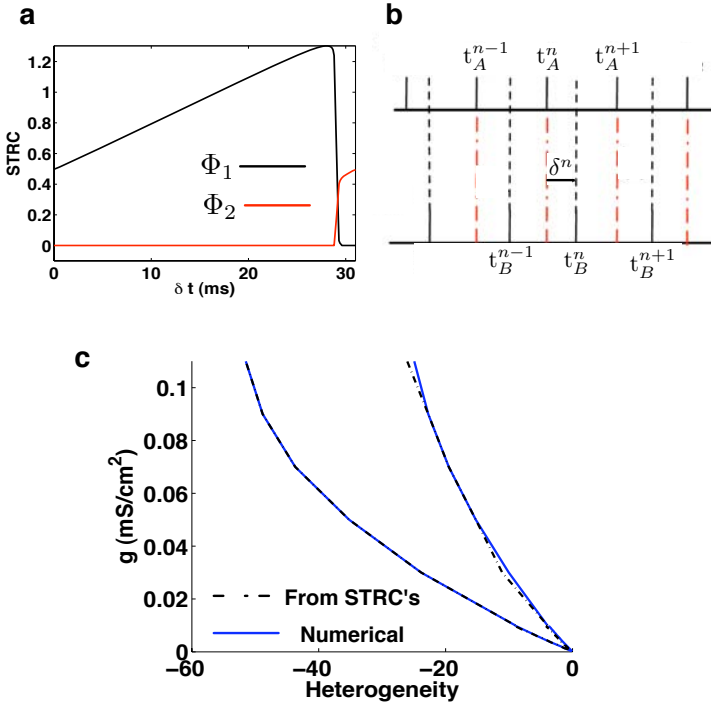 a
b
1.2
1
0.8
0.6
0.4
0.2
0
STRC
Φ₁
Φ₂
0
10
20
30
δ t (ms)
t_A^{n-1}
t_A^n
t_A^{n+1}
δ^n
t_B^{n-1}
t_B^n
t_B^{n+1}
c
0.1
0.08
0.06
0.04
0.02
0
g (mS/cm²)
From STRC's
Numerical
−60
−40
−20
0
Heterogeneity